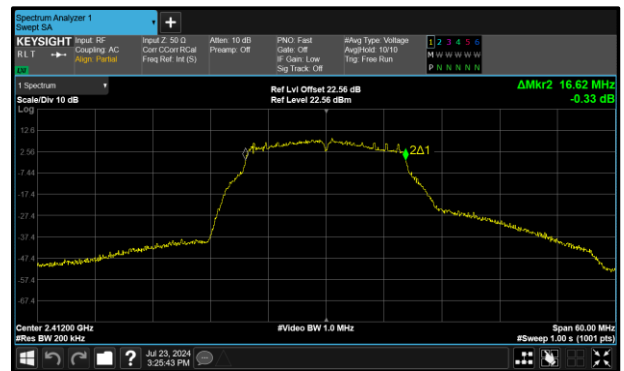 Spectrum Analyzer 1
Swept SA
+
KEYSIGHT
RLT
Input: RF
Coupling: AC
Align: Partial
Input Z: 50 Ω
Corr CCorr RCal
Freq Ref: Int (S)
Atten: 10 dB
Preamp: Off
PNO: Fast
Gate: Off
IF Gain: Low
Sig Track: Off
#Avg Type: Voltage
Avg|Hold: 10/10
Trig: Free Run
1 2 3 4 5 6
M W W W W W
P N N N N N
1 Spectrum
Scale/Div 10 dB
Ref Lvl Offset 22.56 dB
Ref Level 22.56 dBm
ΔMkr2 16.62 MHz
-0.33 dB
Log
12.6
2.56
-7.44
-17.4
-27.4
-37.4
-47.4
-57.4
-67.4
2Δ1
Center 2.41200 GHz
#Res BW 200 kHz
#Video BW 1.0 MHz
Span 60.00 MHz
#Sweep 1.00 s (1001 pts)
?
Jul 23, 2024
3:25:43 PM